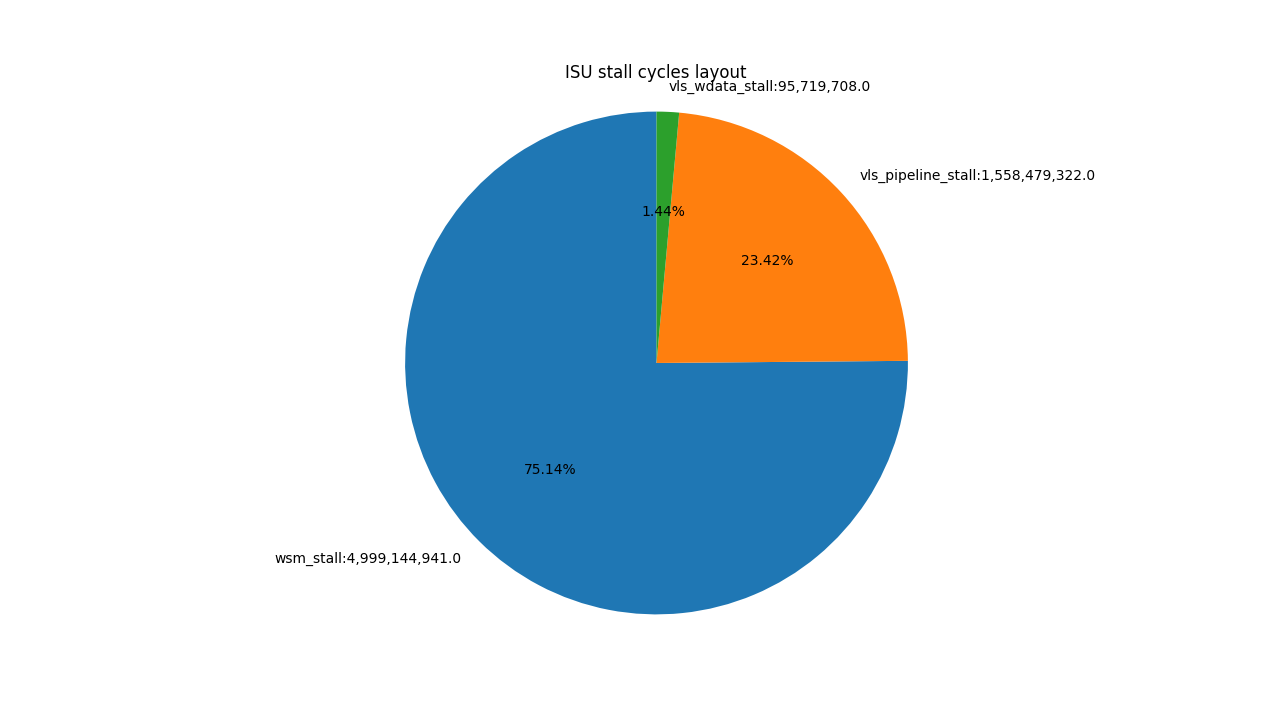 ISU stall cycles layout
vls_wdata_stall:95,719,708.0
vls_pipeline_stall:1,558,479,322.0
1.44%
23.42%
75.14%
wsm_stall:4,999,144,941.0